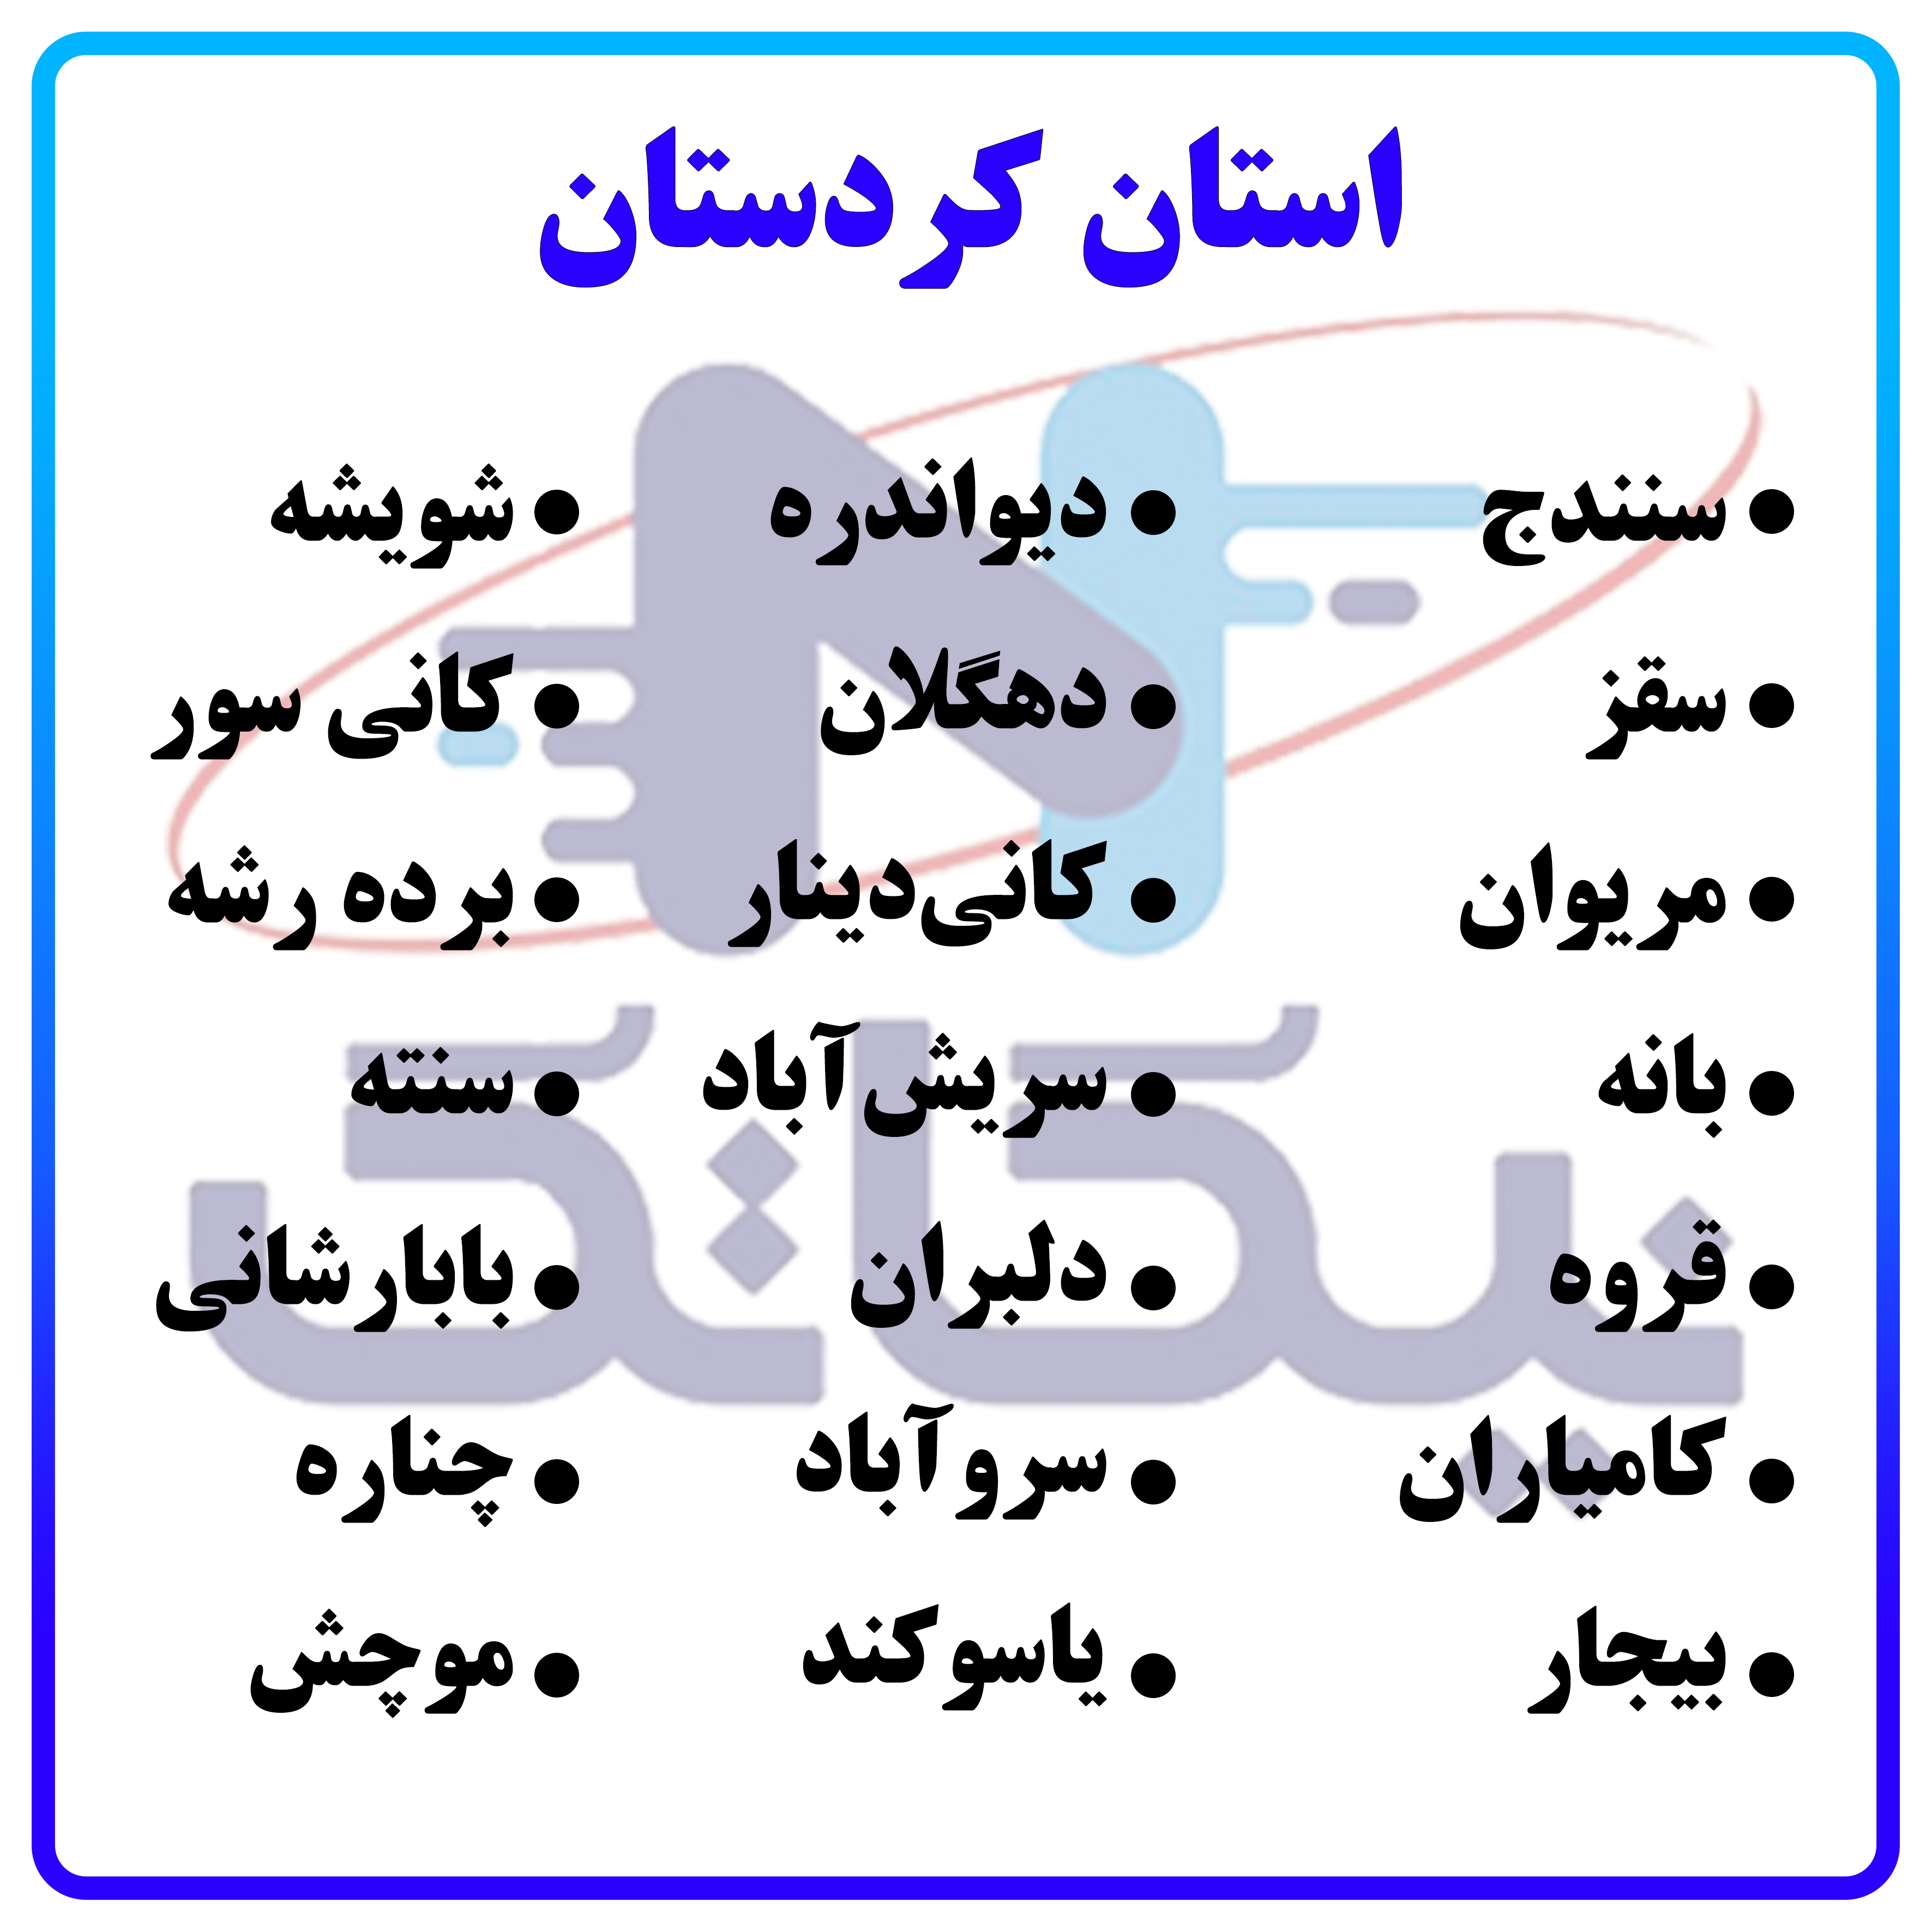 استان کردستان
• سنندج • دیواندره • شویشه
• سقز • دهگلان • کانی سور
• مریوان • کانی‌دینار • برده رشه
• بانه • سریش آباد • سنته
• قروه • دلبران • بابارشانی
• کامیاران • سروآباد • چناره
• بیجار • یاسوکند • موچش